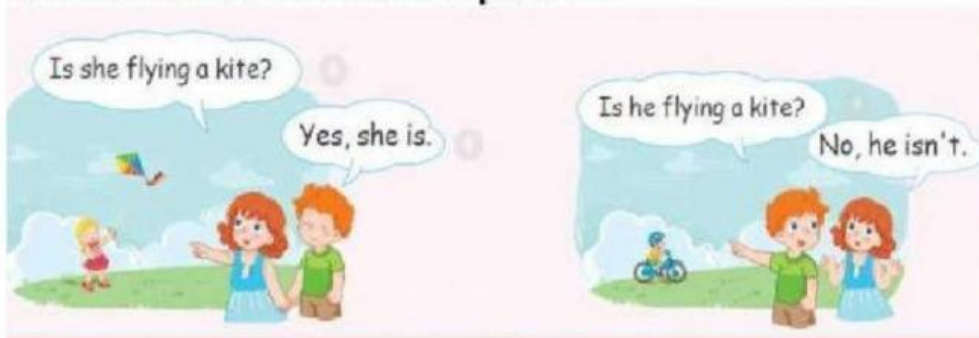 Is she flying a kite?
Yes, she is.
Is he flying a kite?
No, he isn't.